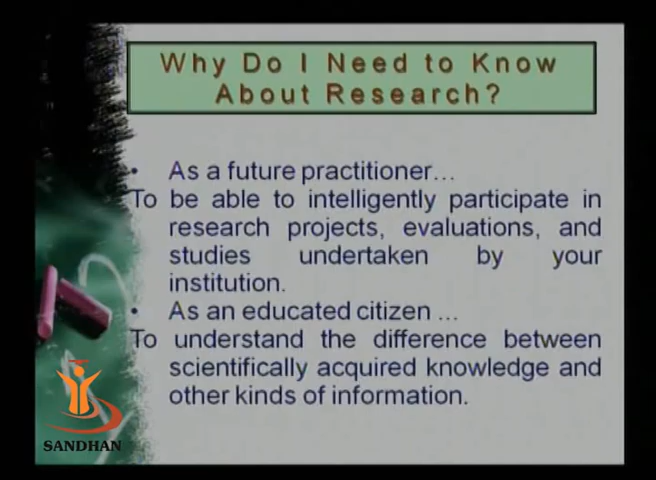 Why Do I Need to Know
About Research?
• As a future practitioner...
To be able to intelligently participate in
research projects, evaluations, and
studies undertaken by your
institution.
• As an educated citizen ...
To understand the difference between
scientifically acquired knowledge and
other kinds of information.
SANDHAN